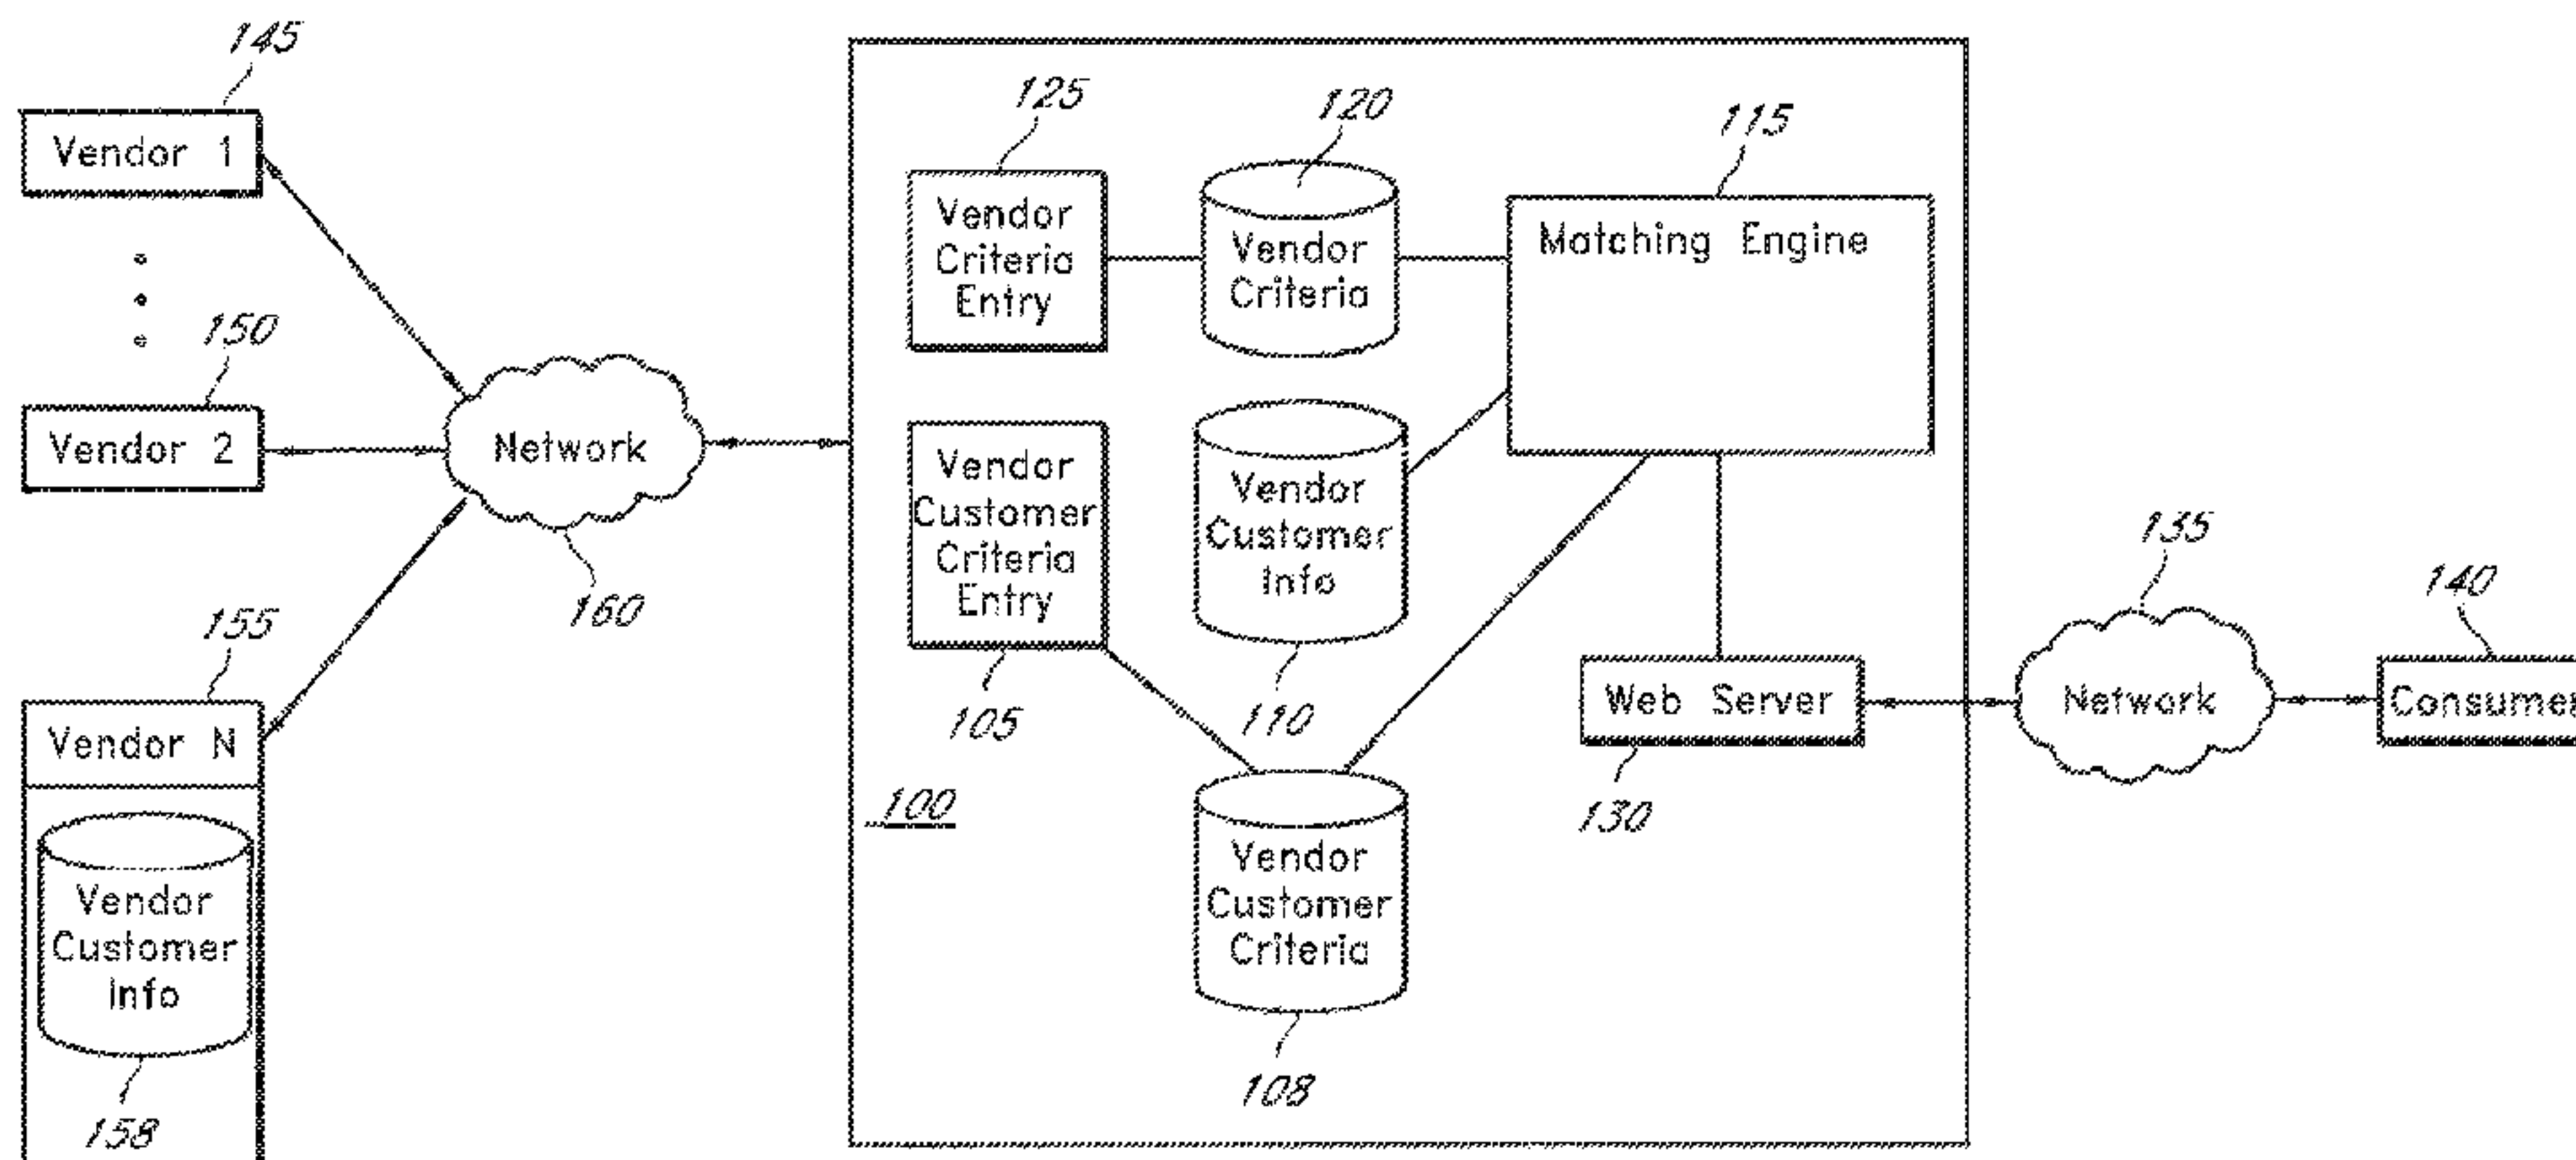 145
Vendor 1
150
Vendor 2
155
Vendor N
Vendor
Customer
Info
158
Network
160
100
125
Vendor
Criteria
Entry
120
Vendor
Criteria
115
Matching Engine
Vendor
Customer
Criteria
Entry
105
Vendor
Customer
Info
110
Vendor
Customer
Criteria
108
Web Server
130
135
Network
140
Consumer